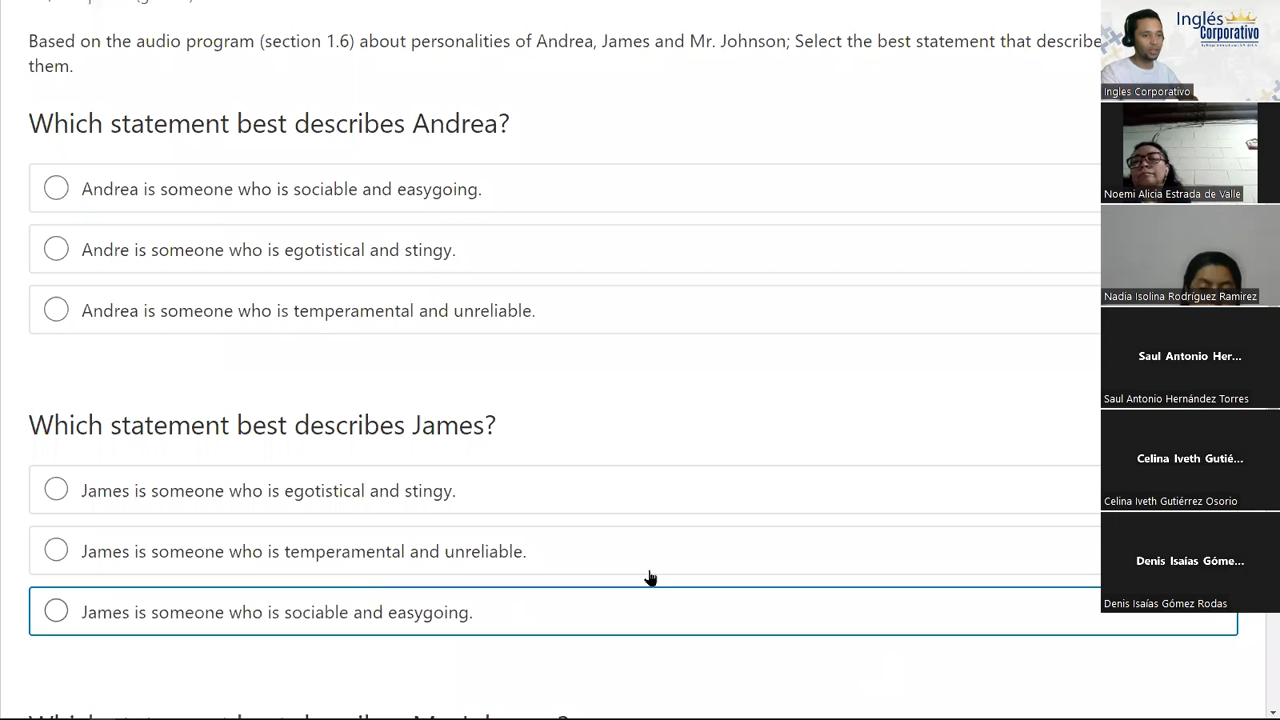 Based on the audio program (section 1.6) about personalities of Andrea, James and Mr. Johnson; Select the best statement that describe
them.
Which statement best describes Andrea?
Andrea is someone who is sociable and easygoing.
Andre is someone who is egotistical and stingy.
Andrea is someone who is temperamental and unreliable.
Which statement best describes James?
James is someone who is egotistical and stingy.
James is someone who is temperamental and unreliable.
James is someone who is sociable and easygoing.
Inglés
Corporativo
Ingles Corporativo
Noemi Alicia Estrada de Valle
Nadia Isolina Rodríguez Ramirez
Saul Antonio Her...
Saul Antonio Hernández Torres
Celina Iveth Gutié...
Celina Iveth Gutiérrez Osorio
Denis Isaías Góme...
Denis Isaías Gómez Rodas